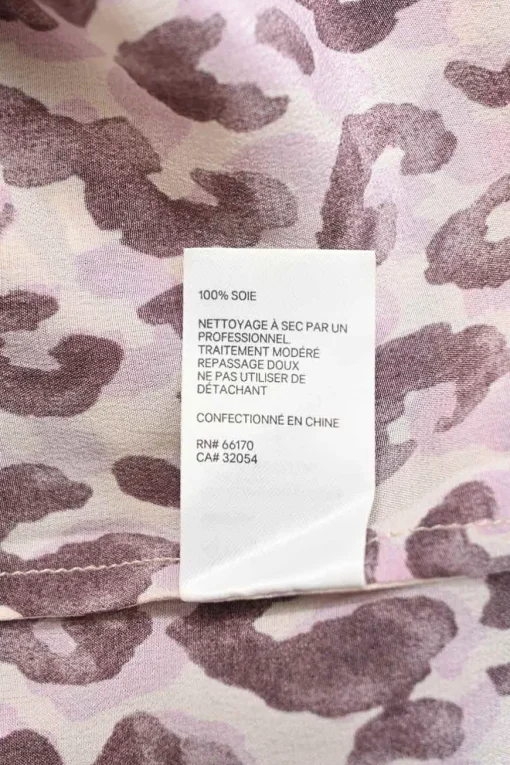 100% SOIE
NETTOYAGE À SEC PAR UN
PROFESSIONNEL.
TRAITEMENT MODÉRÉ
REPASSAGE DOUX
NE PAS UTILISER DE
DÉTACHANT
CONFECTIONNÉ EN CHINE
RN# 66170
CA# 32054